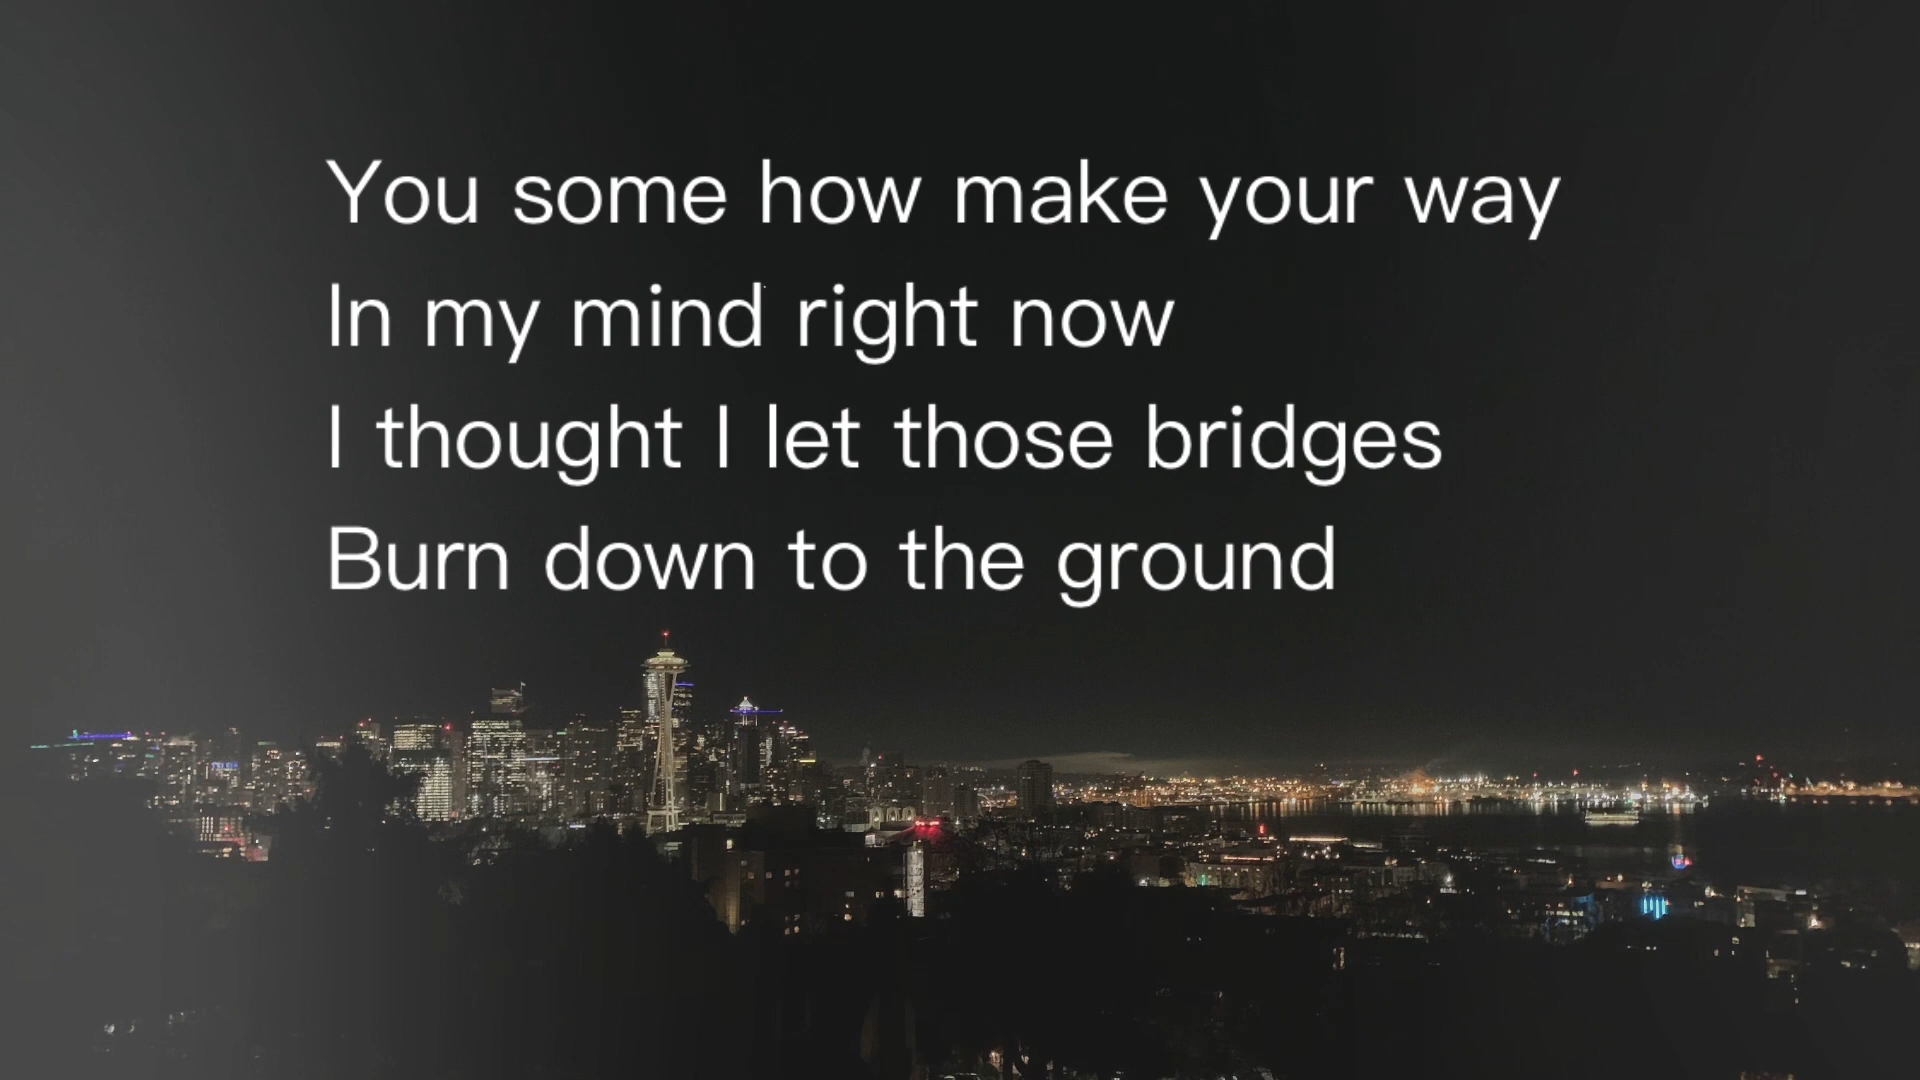 You some how make your way
In my mind right now
I thought I let those bridges
Burn down to the ground